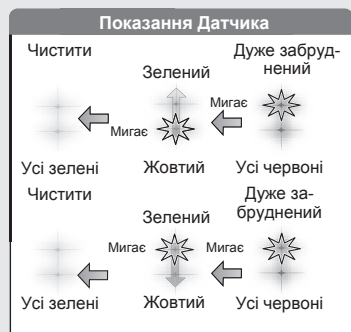 Показання Датчика
Чистити
Дуже забруд-
нений
Зелений
Мигає
Мигає
Усі зелені
Жовтий
Усі червоні
Чистити
Дуже за-
бруднений
Зелений
Мигає
Мигає
Усі зелені
Жовтий
Усі червоні